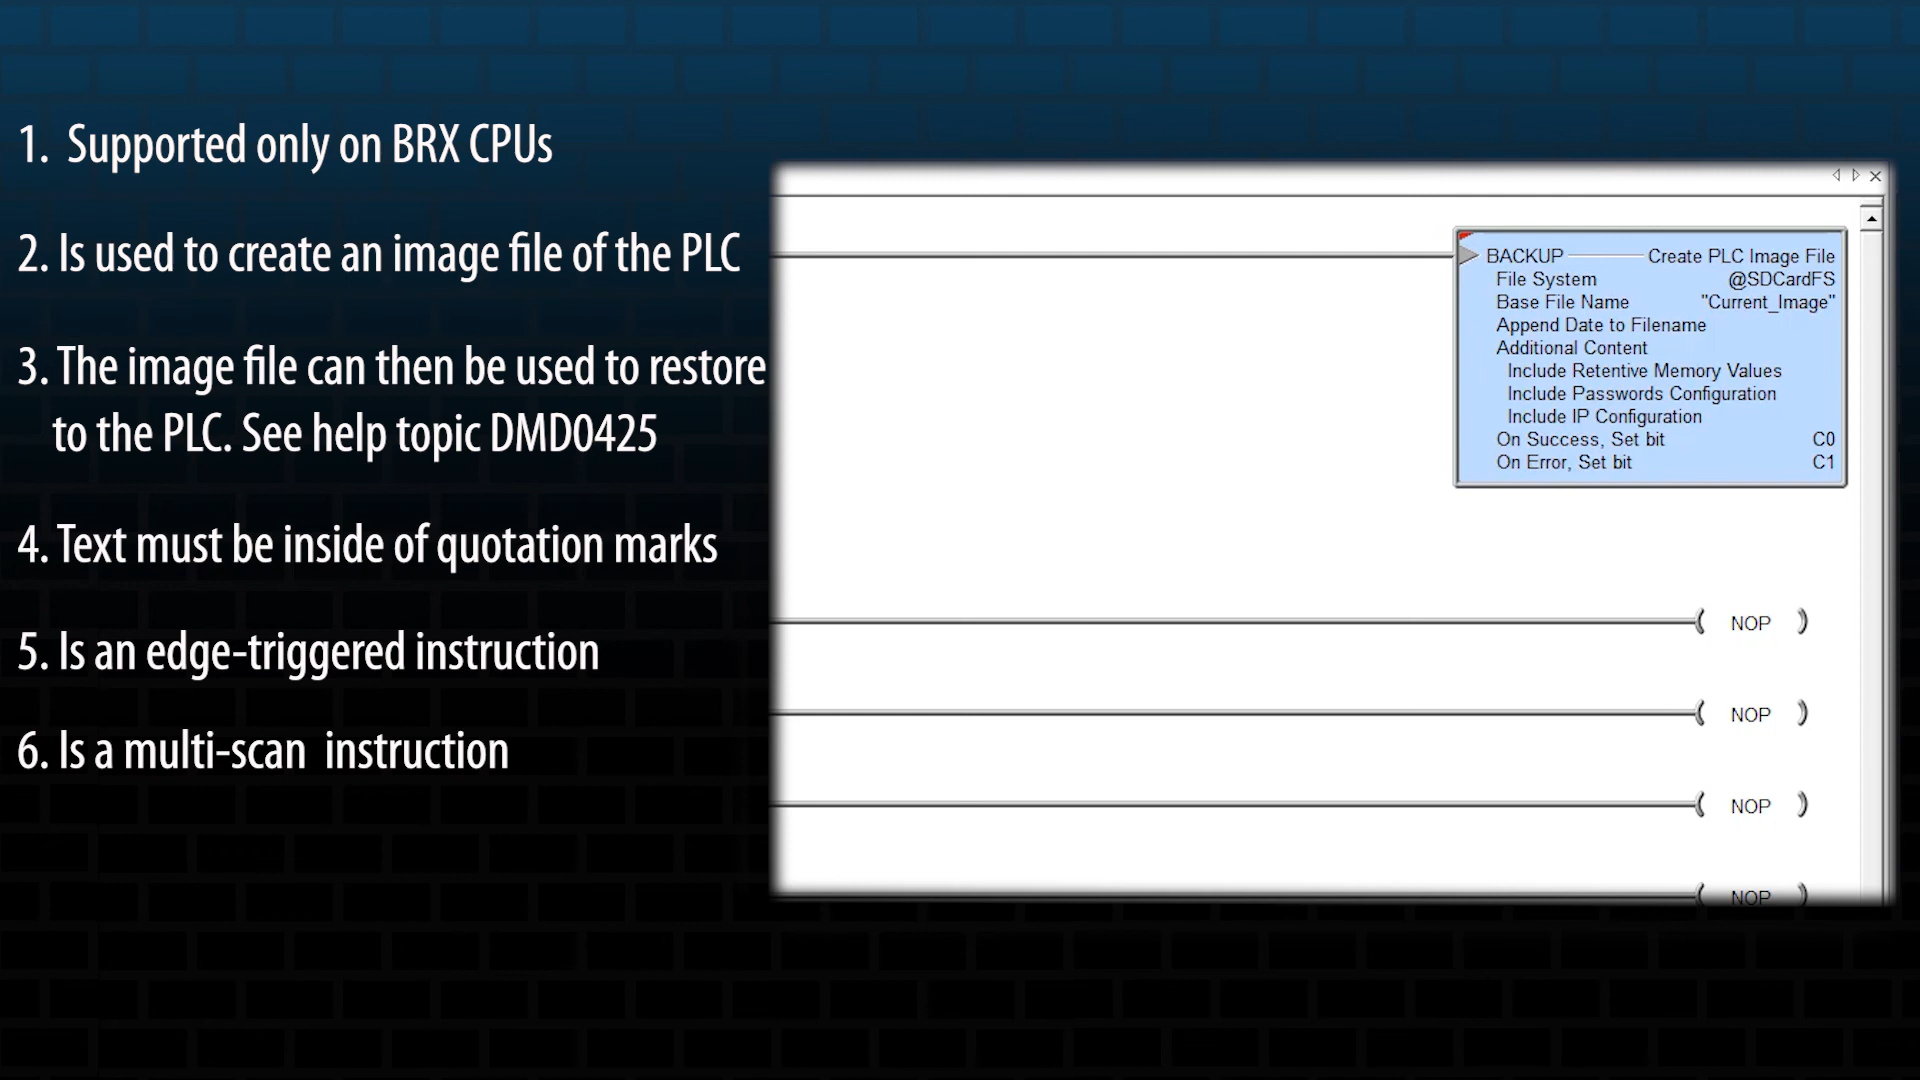 1. Supported only on BRX CPUs
2. Is used to create an image file of the PLC
3. The image file can then be used to restore
to the PLC. See help topic DMD0425
4. Text must be inside of quotation marks
5. Is an edge-triggered instruction
6. Is a multi-scan instruction
BACKUP Create PLC Image File
File System @SDCardFS
Base File Name "Current_Image"
Append Date to Filename
Additional Content
Include Retentive Memory Values
Include Passwords Configuration
Include IP Configuration
On Success, Set bit C0
On Error, Set bit C1
NOP
NOP
NOP
NOP